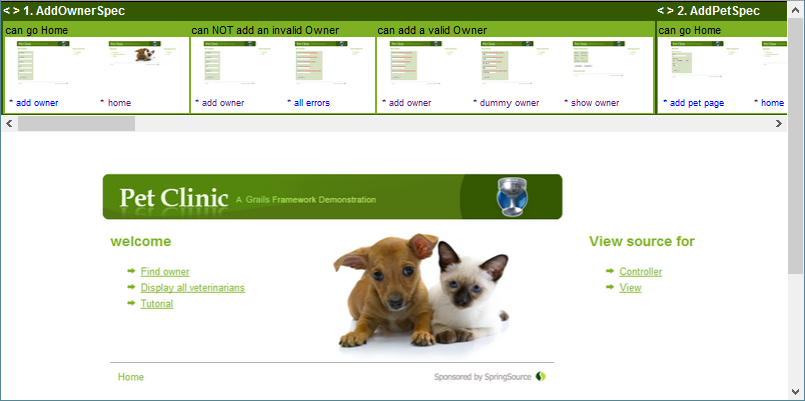 < > 1. AddOwnerSpec
< > 2. AddPetSpec
can go Home
can NOT add an invalid Owner
can add a valid Owner
can go Home
* add owner
* home
* add owner
* all errors
* add owner
* dummy owner
* show owner
* add pet page
* home
Pet Clinic A Grails Framework Demonstration
welcome
View source for
Find owner
Controller
Display all veterinarians
View
Tutorial
Home
Sponsored by SpringSource